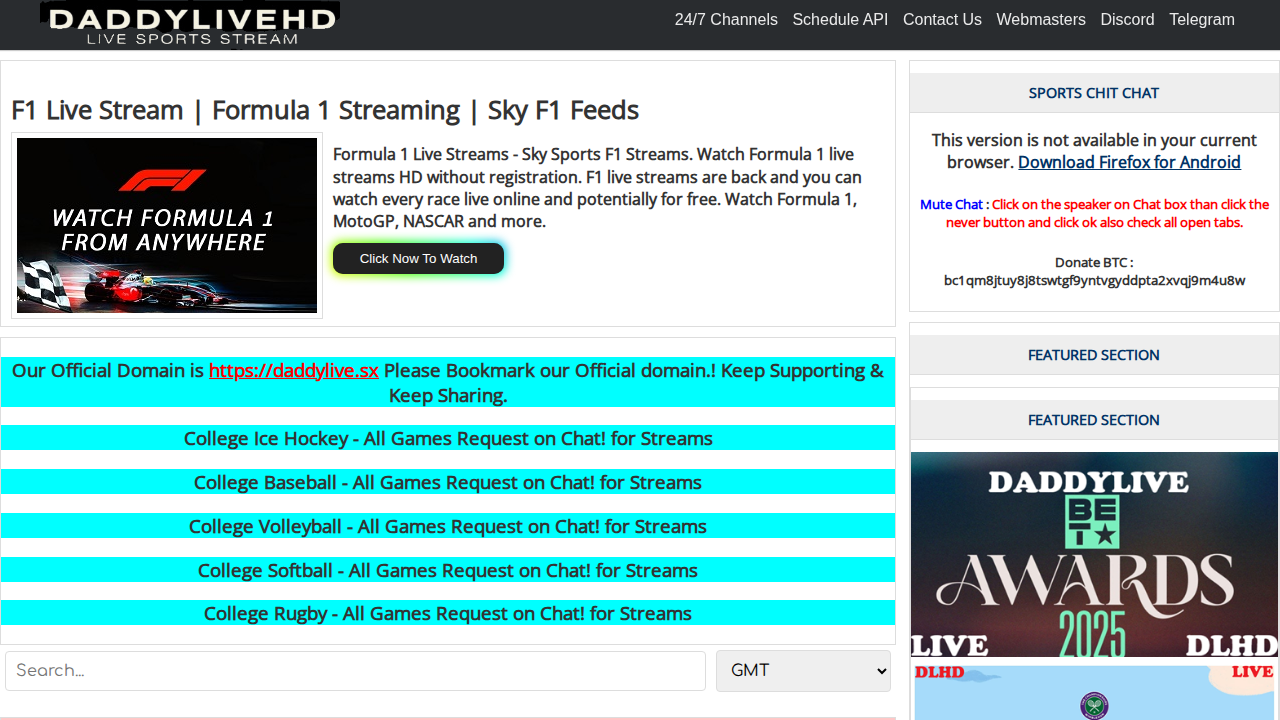 DADDYLIVEHD
LIVE SPORTS STREAM
24/7 Channels Schedule API Contact Us Webmasters Discord Telegram
F1 Live Stream | Formula 1 Streaming | Sky F1 Feeds
WATCH FORMULA 1
FROM ANYWHERE
Formula 1 Live Streams - Sky Sports F1 Streams. Watch Formula 1 live
streams HD without registration. F1 live streams are back and you can
watch every race live online and potentially for free. Watch Formula 1,
MotoGP, NASCAR and more.
Click Now To Watch
Our Official Domain is https://daddylive.sx Please Bookmark our Official domain.! Keep Supporting &
Keep Sharing.
College Ice Hockey - All Games Request on Chat! for Streams
College Baseball - All Games Request on Chat! for Streams
College Volleyball - All Games Request on Chat! for Streams
College Softball - All Games Request on Chat! for Streams
College Rugby - All Games Request on Chat! for Streams
Search...
GMT
SPORTS CHIT CHAT
This version is not available in your current
browser. Download Firefox for Android
Mute Chat : Click on the speaker on Chat box than click the
never button and click ok also check all open tabs.
Donate BTC :
bc1qm8jtuy8j8tswtgf9yntvgyddpta2xvqj9m4u8w
FEATURED SECTION
FEATURED SECTION
DADDYLIVE
BET
AWARDS
2025
LIVE DLHD
DLHD LIVE